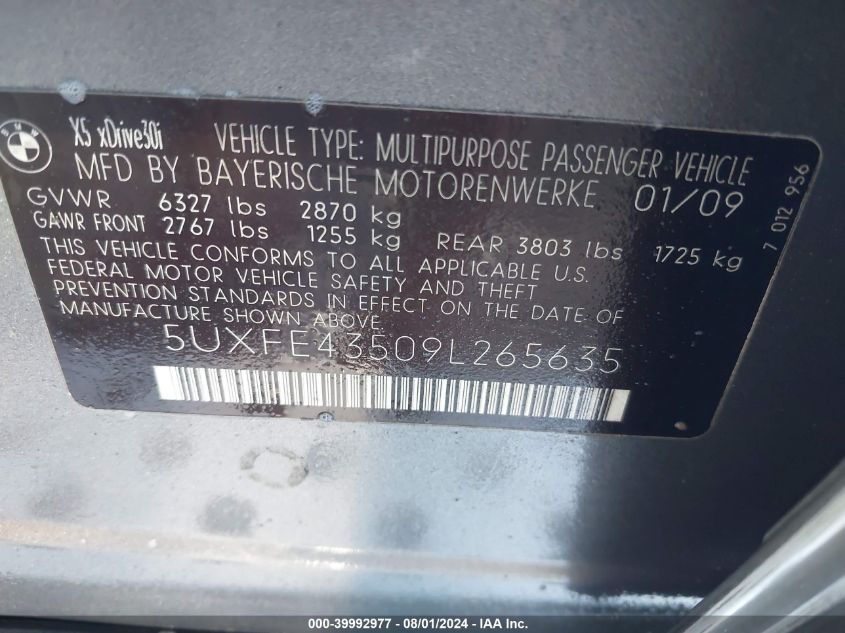 BMW
X5 xDrive30i
VEHICLE TYPE: MULTIPURPOSE PASSENGER VEHICLE
MFD BY BAYERISCHE MOTORENWERKE 01/09
GVWR 6327 lbs 2870 kg
GAWR FRONT 2767 lbs 1255 kg REAR 3803 lbs 1725 kg
THIS VEHICLE CONFORMS TO ALL APPLICABLE U.S.
FEDERAL MOTOR VEHICLE SAFETY AND THEFT
PREVENTION STANDARDS IN EFFECT ON THE DATE OF
MANUFACTURE SHOWN ABOVE
5UXFE43509L265635
7 012 956
000-39992977 - 08/01/2024 - IAA Inc.